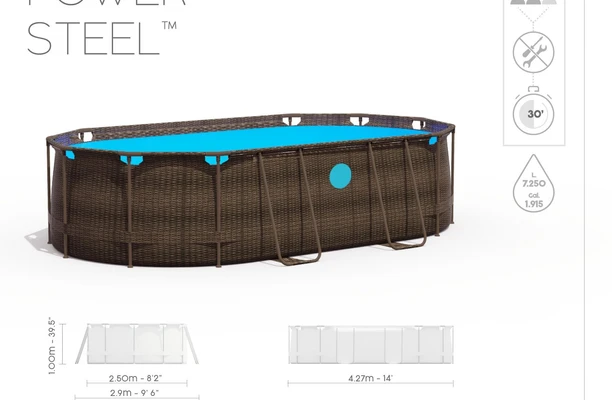 POWER
STEEL™
30'
L
7.250
Gal.
1.915
1.00m - 39.5"
2.50m - 8'2"
2.9m - 9' 6"
4.27m - 14'